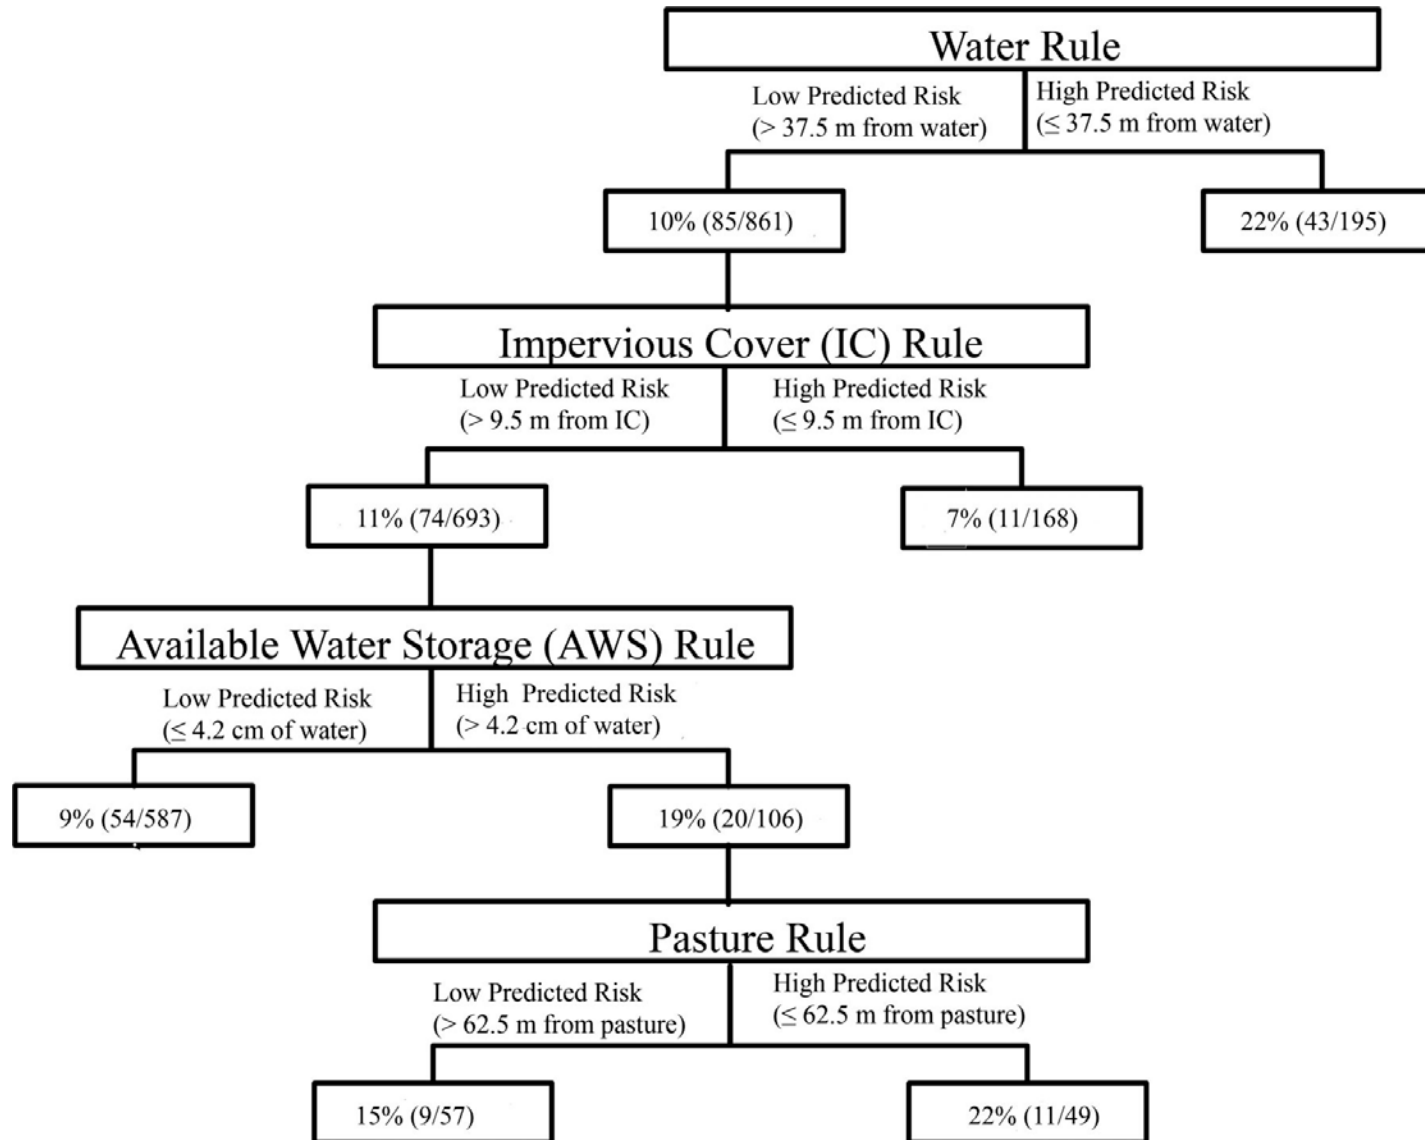 Water Rule
Low Predicted Risk
(> 37.5 m from water)
High Predicted Risk
(≤ 37.5 m from water)
10% (85/861)
22% (43/195)
Impervious Cover (IC) Rule
Low Predicted Risk
(> 9.5 m from IC)
High Predicted Risk
(≤ 9.5 m from IC)
11% (74/693)
7% (11/168)
Available Water Storage (AWS) Rule
Low Predicted Risk
(≤ 4.2 cm of water)
High Predicted Risk
(> 4.2 cm of water)
9% (54/587)
19% (20/106)
Pasture Rule
Low Predicted Risk
(> 62.5 m from pasture)
High Predicted Risk
(≤ 62.5 m from pasture)
15% (9/57)
22% (11/49)